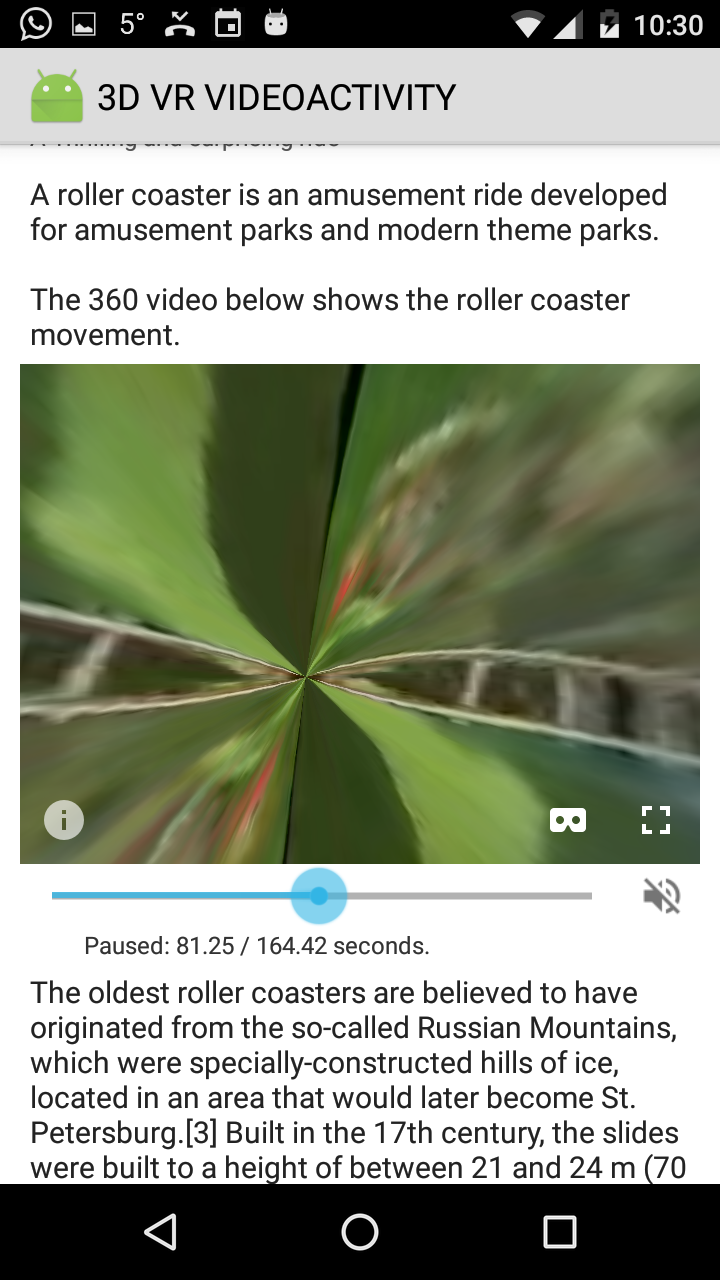 5° 10:30
3D VR VIDEOACTIVITY
A Thrilling and surprising ride
A roller coaster is an amusement ride developed
for amusement parks and modern theme parks.
The 360 video below shows the roller coaster
movement.
Paused: 81.25 / 164.42 seconds.
The oldest roller coasters are believed to have
originated from the so-called Russian Mountains,
which were specially-constructed hills of ice,
located in an area that would later become St.
Petersburg.[3] Built in the 17th century, the slides
were built to a height of between 21 and 24 m (70